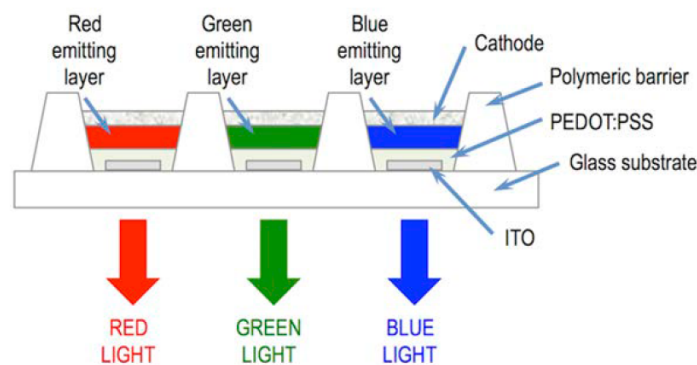 Red
emitting
layer
Green
emitting
layer
Blue
emitting
layer
Cathode
Polymeric barrier
PEDOT:PSS
Glass substrate
ITO
RED
LIGHT
GREEN
LIGHT
BLUE
LIGHT